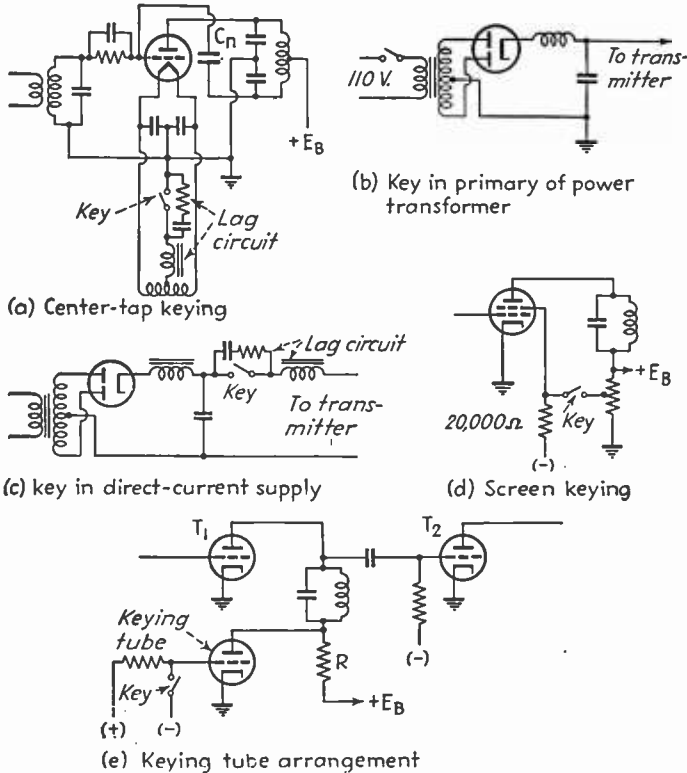 Cn
+EB
Key
Lag
circuit
(a) Center-tap keying
110 V.
To trans-
mitter
(b) Key in primary of power
transformer
Lag circuit
Key
To trans-
mitter
(c) key in direct-current supply
+EB
20,000Ω
Key
(-)
(d) Screen keying
T1
T2
Keying
tube
Key
(+)
(-)
R
+EB
(-)
(e) Keying tube arrangement